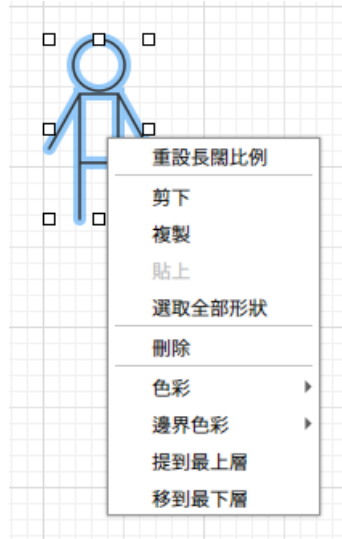 重設長闊比例
剪下
複製
貼上
選取全部形狀
刪除
色彩
邊界色彩
提到最上層
移到最下層